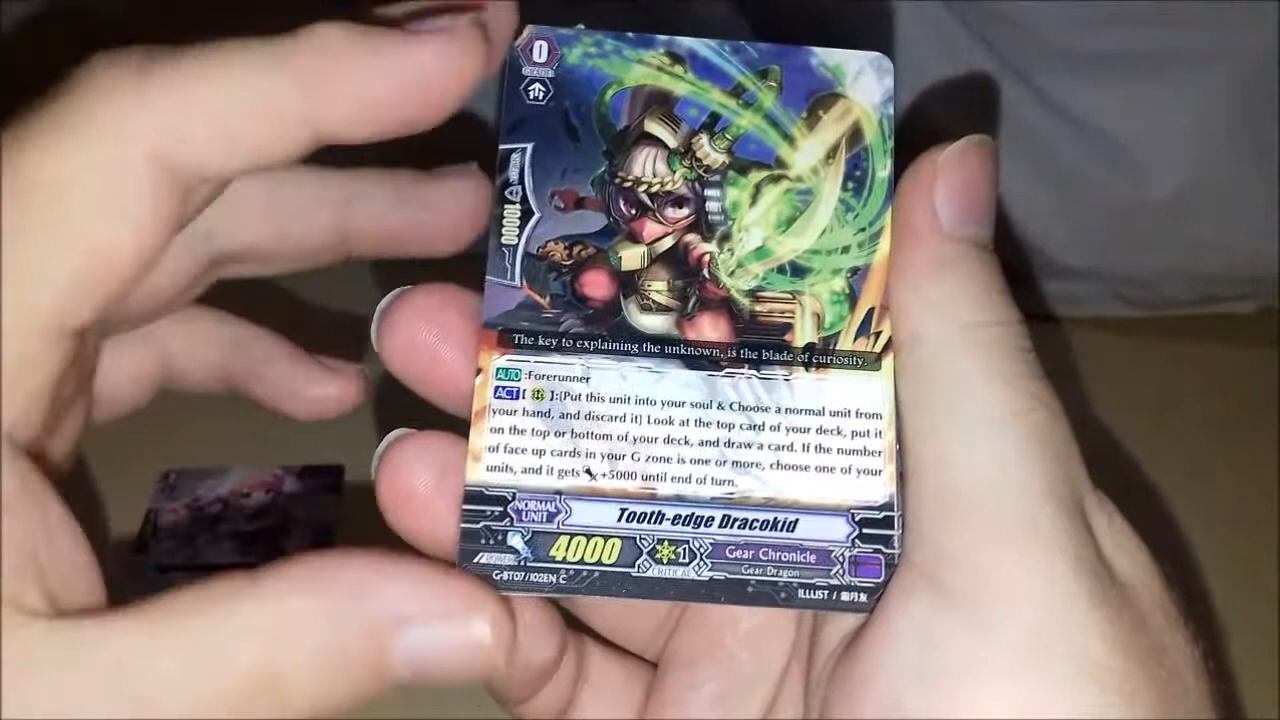 0
GRADE
10000
The key to explaining the unknown, is the blade of curiosity.
AUTO :Forerunner
ACT [ ]:[Put this unit into your soul & Choose a normal unit from
your hand, and discard it] Look at the top card of your deck, put it
on the top or bottom of your deck, and draw a card. If the number
of face up cards in your G zone is one or more, choose one of your
units, and it gets +5000 until end of turn.
NORMAL
UNIT
Tooth-edge Dracokid
POWER
4000
1
CRITICAL
Gear Chronicle
Gear Dragon
G-BT07/102EN C
ILLUST / 霜月友